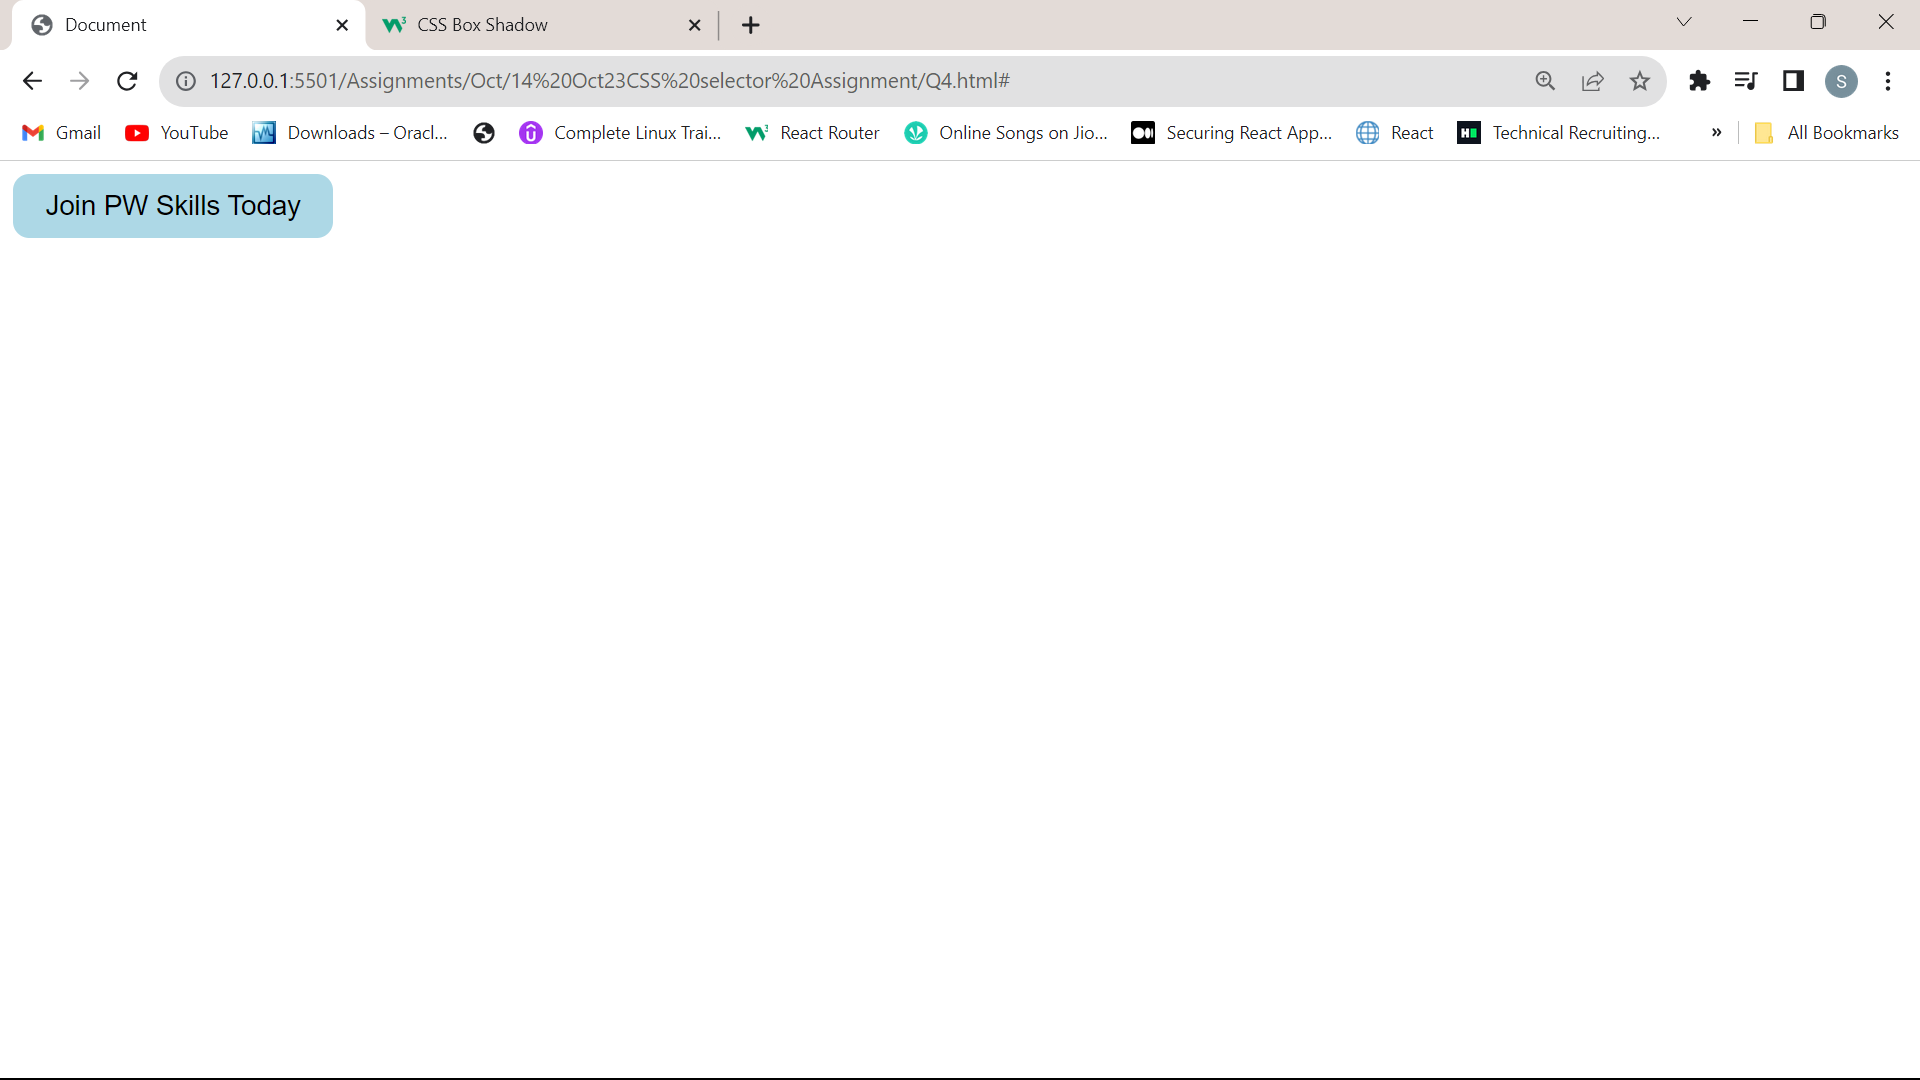 Document
CSS Box Shadow
127.0.0.1:5501/Assignments/Oct/14%20Oct23CSS%20selector%20Assignment/Q4.html#
S
Gmail YouTube Downloads – Oracl... Complete Linux Trai... React Router Online Songs on Jio... Securing React App... React Technical Recruiting... » All Bookmarks
Join PW Skills Today